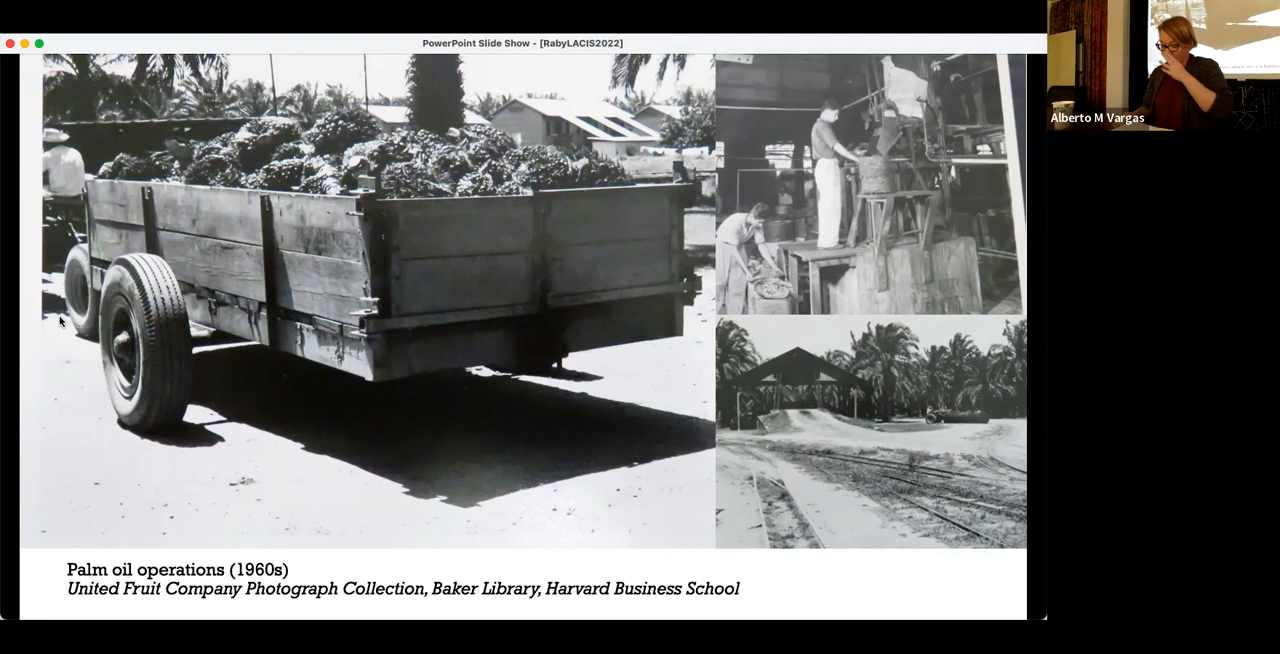 PowerPoint Slide Show - [RabyLACIS2022]
Alberto M Vargas
Palm oil operations (1960s)
United Fruit Company Photograph Collection, Baker Library, Harvard Business School